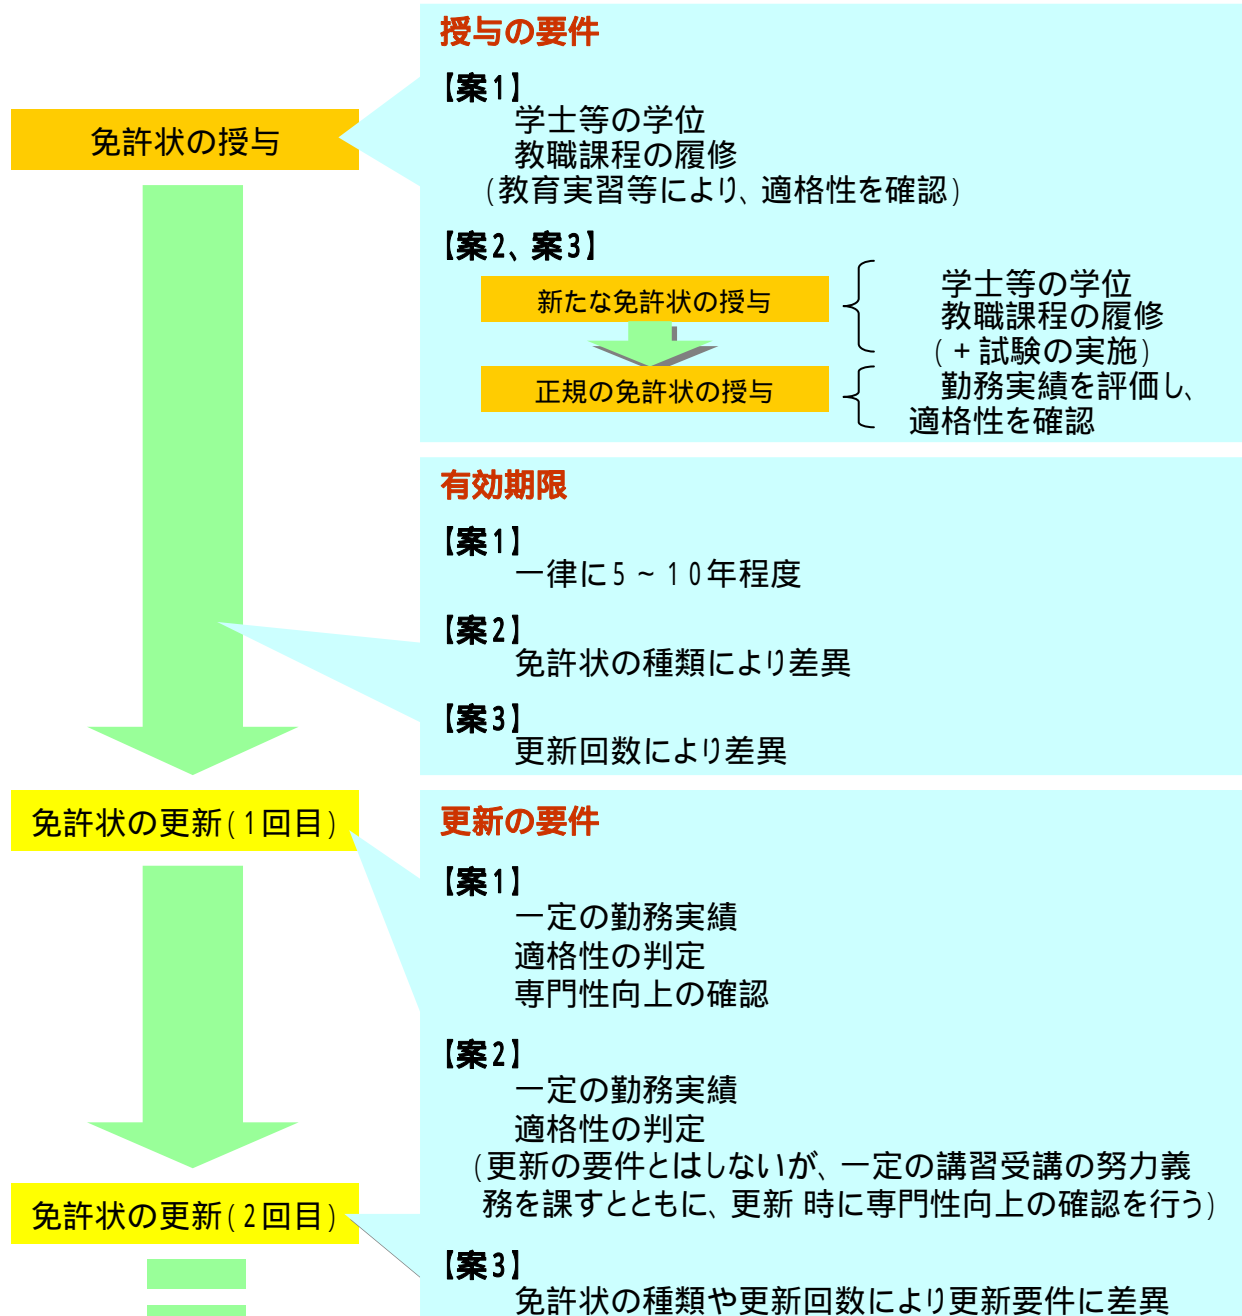 授与の要件
【案1】
学士等の学位
教職課程の履修
(教育実習等により、適格性を確認)
免許状の授与
【案2、案3】
新たな免許状の授与
学士等の学位
教職課程の履修
(+試験の実施)
正規の免許状の授与
勤務実績を評価し、
適格性を確認
有効期限
【案1】
一律に5~10年程度
【案2】
免許状の種類により差異
【案3】
更新回数により差異
免許状の更新(1回目)
更新の要件
【案1】
一定の勤務実績
適格性の判定
専門性向上の確認
【案2】
一定の勤務実績
適格性の判定
(更新の要件とはしないが、一定の講習受講の努力義
務を課すとともに、更新 時に専門性向上の確認を行う)
免許状の更新(2回目)
【案3】
免許状の種類や更新回数により更新要件に差異